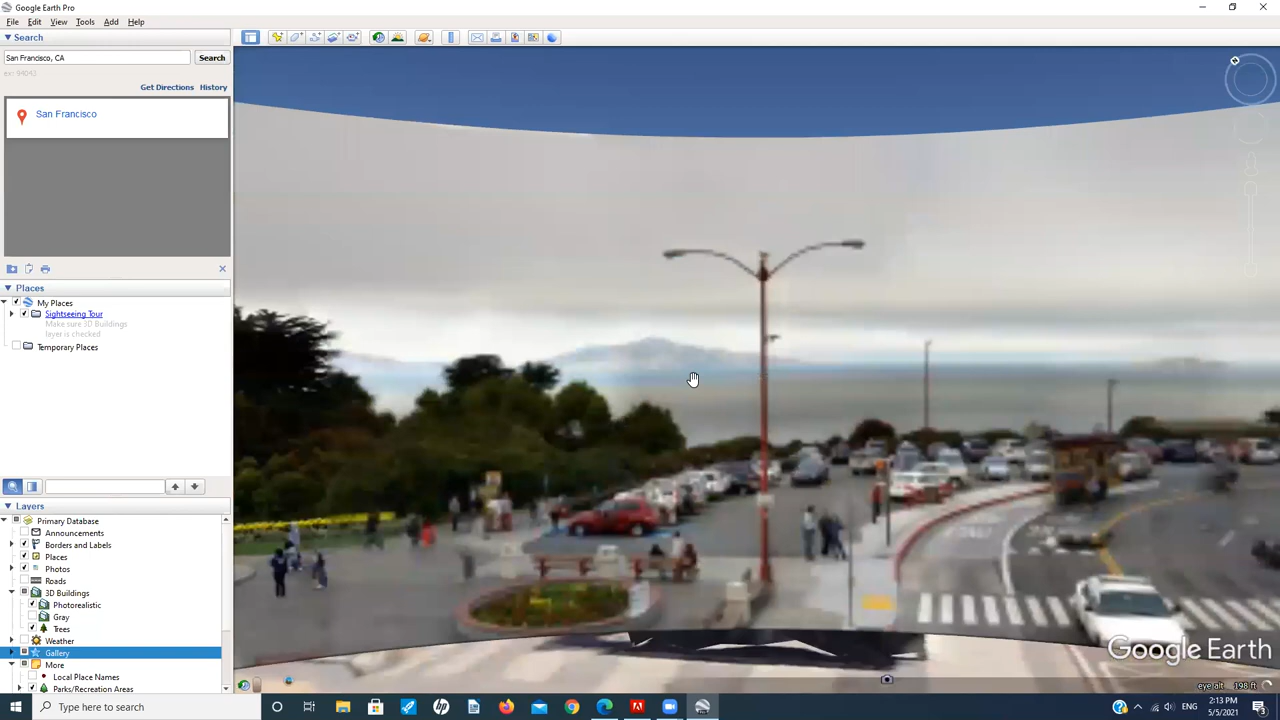 Google Earth Pro
File Edit View Tools Add Help
Search
San Francisco, CA
Search
ex: 94043
Get Directions History
San Francisco
Places
My Places
Sightseeing Tour
Make sure 3D Buildings
layer is checked
Temporary Places
Layers
Primary Database
Announcements
Borders and Labels
Places
Photos
Roads
3D Buildings
Photorealistic
Gray
Trees
Weather
Gallery
More
Local Place Names
Parks/Recreation Areas
Google Earth
eye alt 198 ft
Type here to search
ENG
2:13 PM
5/5/2021